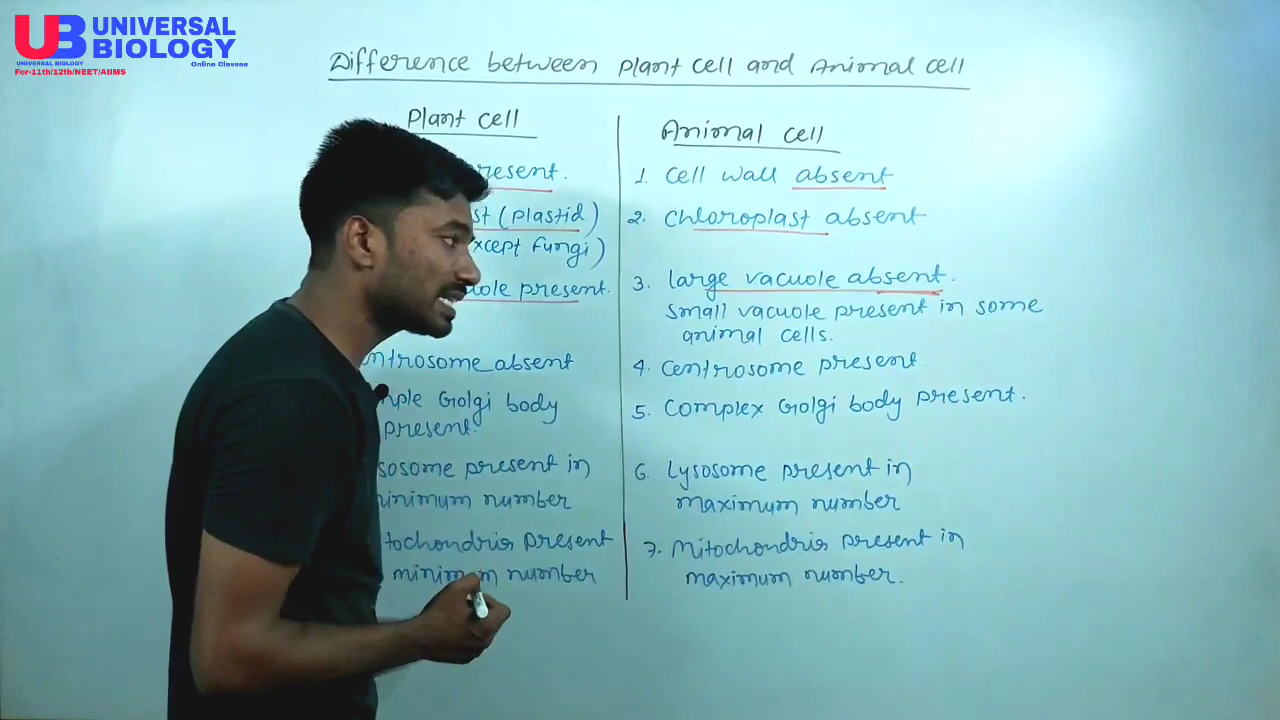 UB UNIVERSAL BIOLOGY
UNIVERSAL BIOLOGY
Online Classes
For-11th/12th/NEET/AIIMS
Difference between Plant cell and Animal cell
Plant cell
present.
(plastid)
fungi)
present.
absent
Golgi body
present.
present in
number
present
number
Animal cell
1. Cell wall absent
2. Chloroplast absent
3. large vacuole absent.
small vacuole present in some
animal cells.
4. Centrosome present.
5. Complex Golgi body present.
6. Lysosome present in
maximum number
7. Mitochondria present in
maximum number.